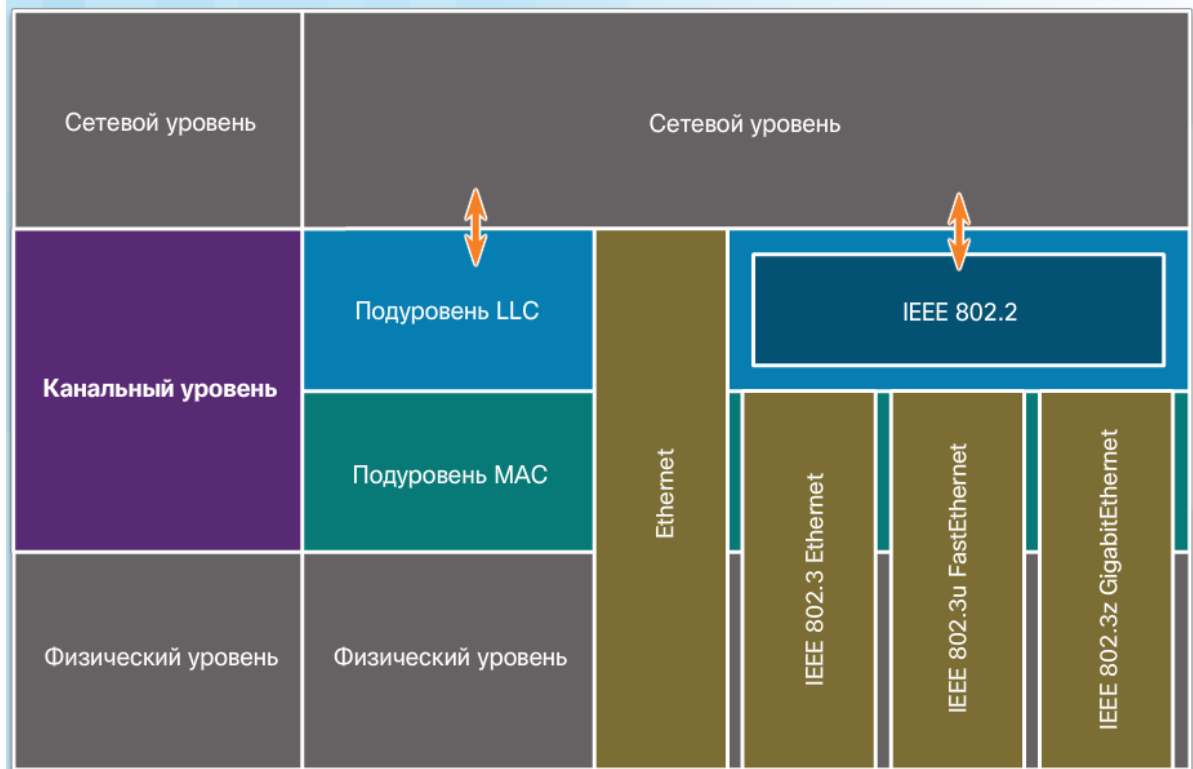 Сетевой уровень
Сетевой уровень
Канальный уровень
Подуровень LLC
Подуровень MAC
Ethernet
IEEE 802.2
IEEE 802.3 Ethernet
IEEE 802.3u FastEthernet
IEEE 802.3z GigabitEthernet
Физический уровень
Физический уровень